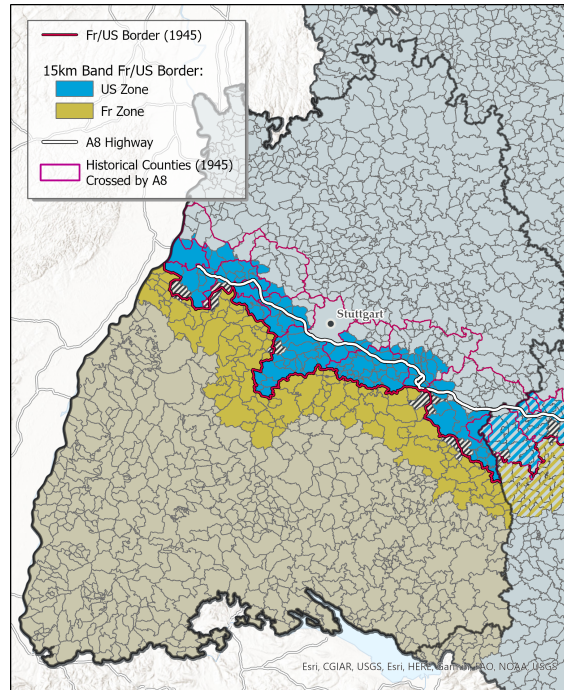 Fr/US Border (1945)
15km Band Fr/US Border:
US Zone
Fr Zone
A8 Highway
Historical Counties (1945)
Crossed by A8
Stuttgart
Esri, CGIAR, USGS, Esri, HERE, Garmin, FAO, NOAA, USGS